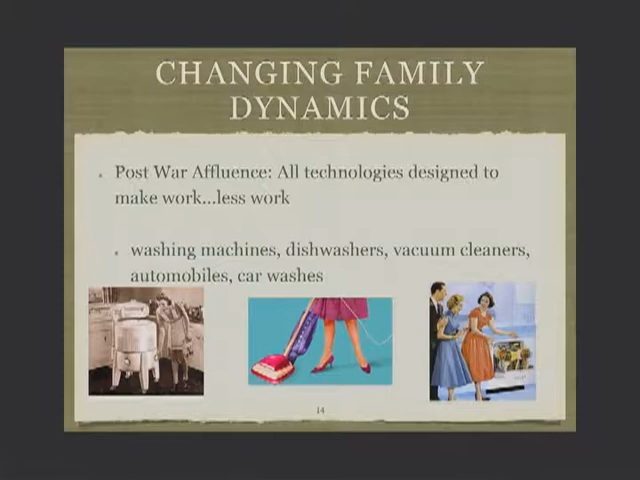 CHANGING FAMILY
DYNAMICS
Post War Affluence: All technologies designed to
make work...less work
washing machines, dishwashers, vacuum cleaners,
automobiles, car washes
14